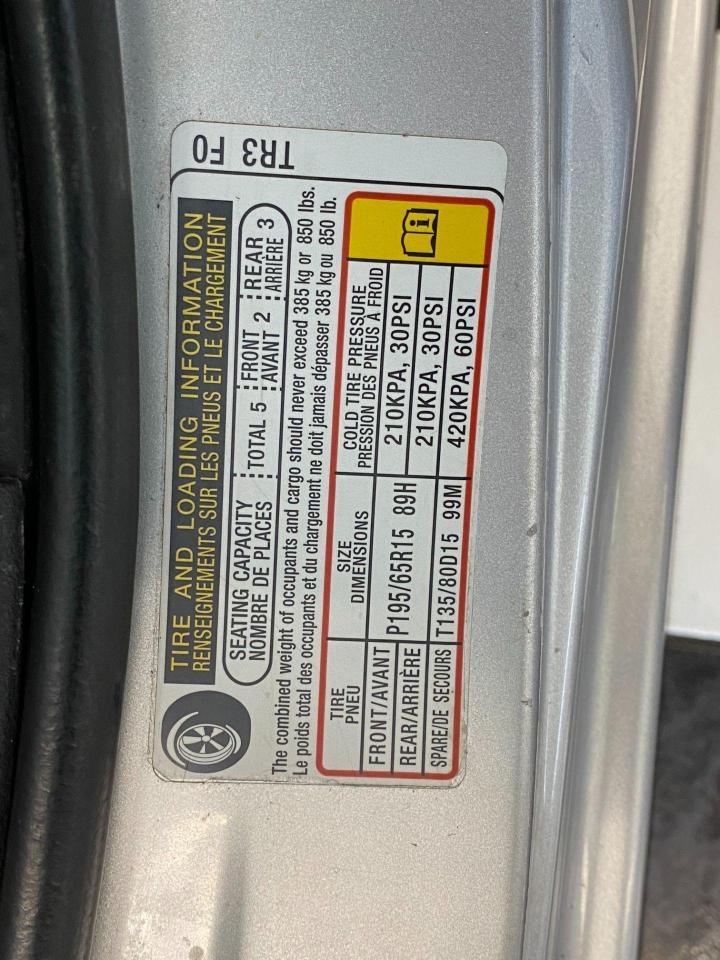 TR3 F0
TIRE AND LOADING INFORMATION
RENSEIGNEMENTS SUR LES PNEUS ET LE CHARGEMENT
SEATING CAPACITY TOTAL 5 FRONT 2 REAR 3
NOMBRE DE PLACES AVANT ARRIÈRE
The combined weight of occupants and cargo should never exceed 385 kg or 850 lbs.
Le poids total des occupants et du chargement ne doit jamais dépasser 385 kg ou 850 lb.
TIRE SIZE COLD TIRE PRESSURE
PNEU DIMENSIONS PRESSION DES PNEUS À FROID
FRONT/AVANT P195/65R15 89H 210KPA, 30PSI
REAR/ARRIÈRE 210KPA, 30PSI
SPARE/DE SECOURS T135/80D15 99M 420KPA, 60PSI